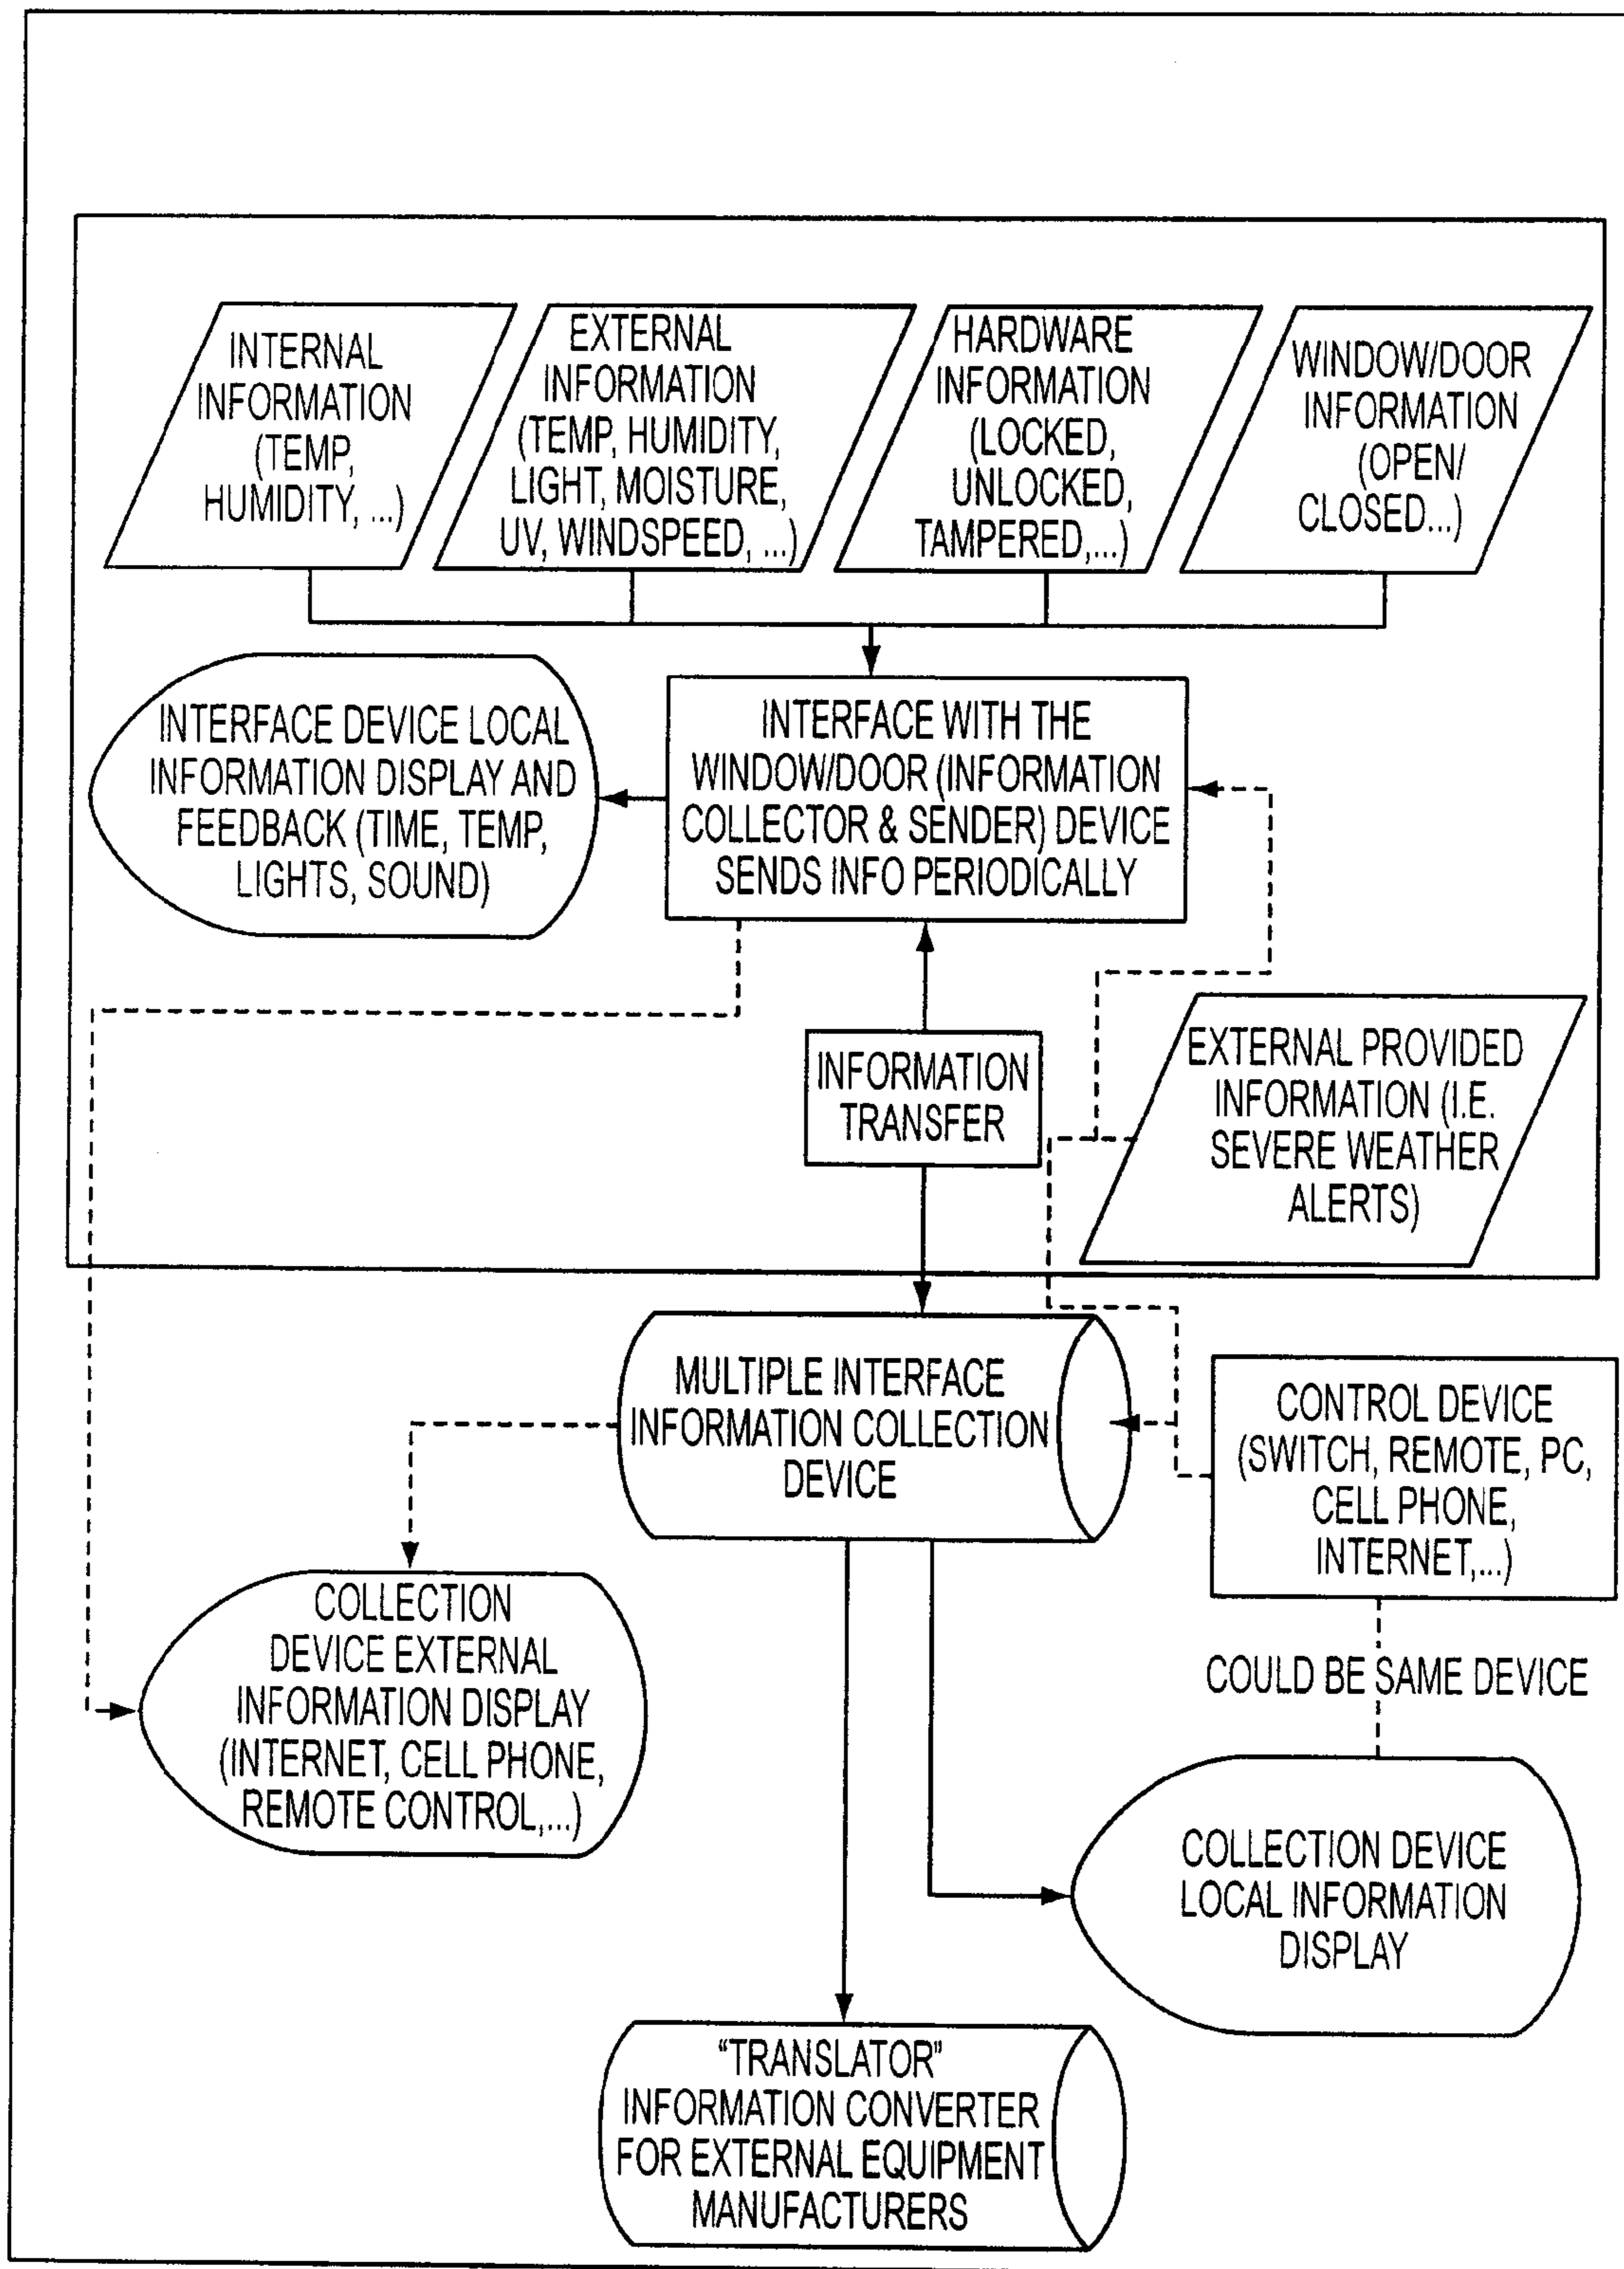 INTERNAL
INFORMATION
(TEMP,
HUMIDITY, ...)
EXTERNAL
INFORMATION
(TEMP, HUMIDITY,
LIGHT, MOISTURE,
UV, WINDSPEED, ...)
HARDWARE
INFORMATION
(LOCKED,
UNLOCKED,
TAMPERED,...)
WINDOW/DOOR
INFORMATION
(OPEN/
CLOSED...)
INTERFACE DEVICE LOCAL
INFORMATION DISPLAY AND
FEEDBACK (TIME, TEMP,
LIGHTS, SOUND)
INTERFACE WITH THE
WINDOW/DOOR (INFORMATION
COLLECTOR & SENDER) DEVICE
SENDS INFO PERIODICALLY
INFORMATION
TRANSFER
EXTERNAL PROVIDED
INFORMATION (I.E.
SEVERE WEATHER
ALERTS)
MULTIPLE INTERFACE
INFORMATION COLLECTION
DEVICE
CONTROL DEVICE
(SWITCH, REMOTE, PC,
CELL PHONE,
INTERNET,...)
COULD BE SAME DEVICE
COLLECTION
DEVICE EXTERNAL
INFORMATION DISPLAY
(INTERNET, CELL PHONE,
REMOTE CONTROL,...)
COLLECTION DEVICE
LOCAL INFORMATION
DISPLAY
"TRANSLATOR"
INFORMATION CONVERTER
FOR EXTERNAL EQUIPMENT
MANUFACTURERS